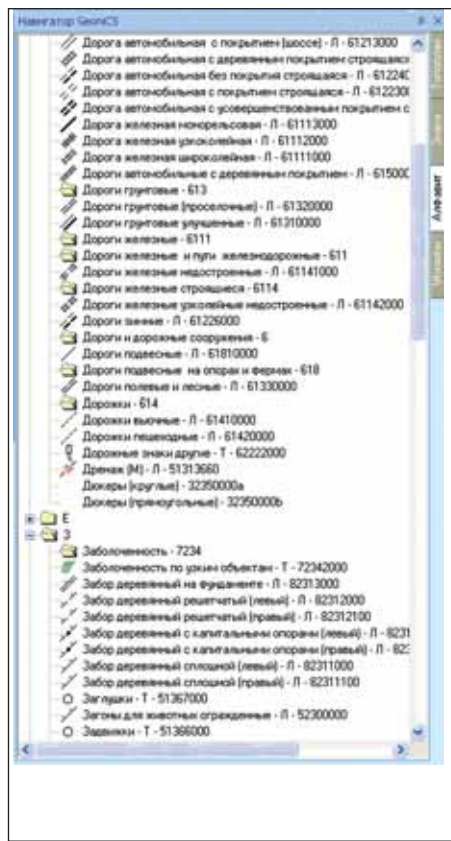 Навигатор GeoniCS
Дорога автомобильная с покрытием (шоссе) - Л - 61213000
Дорога автомобильная с деревянным покрытием строящаяся
Дорога автомобильная без покрытия строящаяся - Л - 61224
Дорога автомобильная с покрытием строящаяся - Л - 612230
Дорога автомобильная с усовершенствованным покрытием с
Дорога железная монорельсовая - Л - 61113000
Дорога железная узкоколейная - Л - 61112000
Дорога железная ширококолейная - Л - 61111000
Дороги автомобильные с деревянным покрытием - Л - 615000
Дороги грунтовые - 613
Дороги грунтовые (проселочные) - Л - 61320000
Дороги грунтовые улучшенные - Л - 61310000
Дороги железные - 6111
Дороги железные и пути железнодорожные - 611
Дороги железные недостроенные - Л - 61141000
Дороги железные строящиеся - 6114
Дороги железные узколейные недостроенные - Л - 61142000
Дороги зимние - Л - 61226000
Дороги и дорожные сооружения - 6
Дороги подвесные - Л - 61810000
Дороги подвесные на опорах и фермах - 618
Дороги полевые и лесные - Л - 61330000
Дорожки - 614
Дорожки вьючные - Л - 61410000
Дорожки пешеходные - Л - 61420000
Дорожные знаки другие - Т - 62222000
Дренаж (М) - Л - 51313660
Дюкеры (круглые) - 32350000a
Дюкеры (прямоугольные) - 32350000b
Е
З
Заболоченность - 7234
Заболоченность по узким объектам - Т - 72342000
Забор деревянный на фундаменте - Л - 82313000
Забор деревянный решетчатый (левый) - Л - 82312000
Забор деревянный решетчатый (правый) - Л - 82312100
Забор деревянный с капитальными опорами (левый) - Л - 8231
Забор деревянный с капитальными опорами (правый) - Л - 823
Забор деревянный сплошной (левый) - Л - 82311000
Забор деревянный сплошной (правый) - Л - 82311100
Заглушки - Т - 51367000
Загоны для животных огражденные - Л - 52300000
Задвижки - Т - 51366000
Алфавит